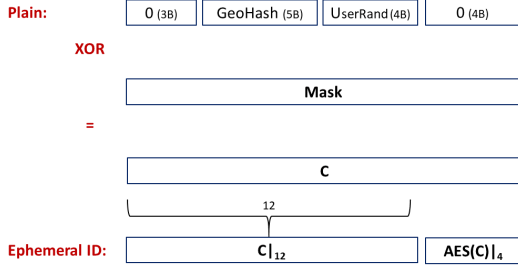 Plain: 0 (3B) GeoHash (5B) UserRand (4B) 0 (4B)
XOR
Mask
=
C
12
Ephemeral ID: C|12 AES(C)|4